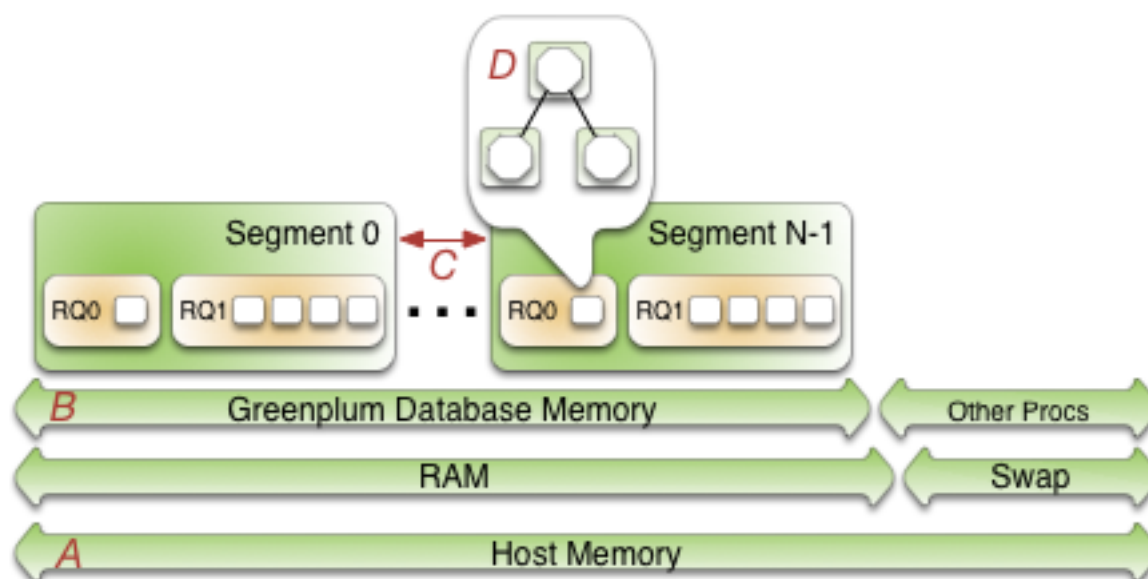 D
Segment 0
C
Segment N-1
RQ0
RQ1
...
RQ0
RQ1
B
Greenplum Database Memory
Other Procs
RAM
Swap
A
Host Memory